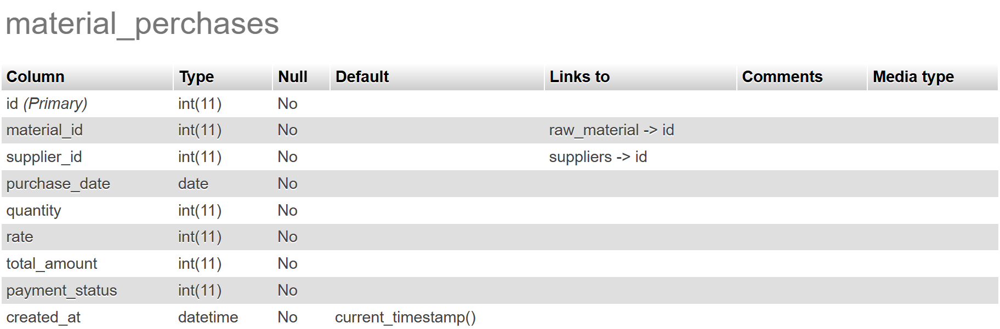 material_perchases
Column Type Null Default Links to Comments Media type
id (Primary) int(11) No
material_id int(11) No raw_material -> id
supplier_id int(11) No suppliers -> id
purchase_date date No
quantity int(11) No
rate int(11) No
total_amount int(11) No
payment_status int(11) No
created_at datetime No current_timestamp()